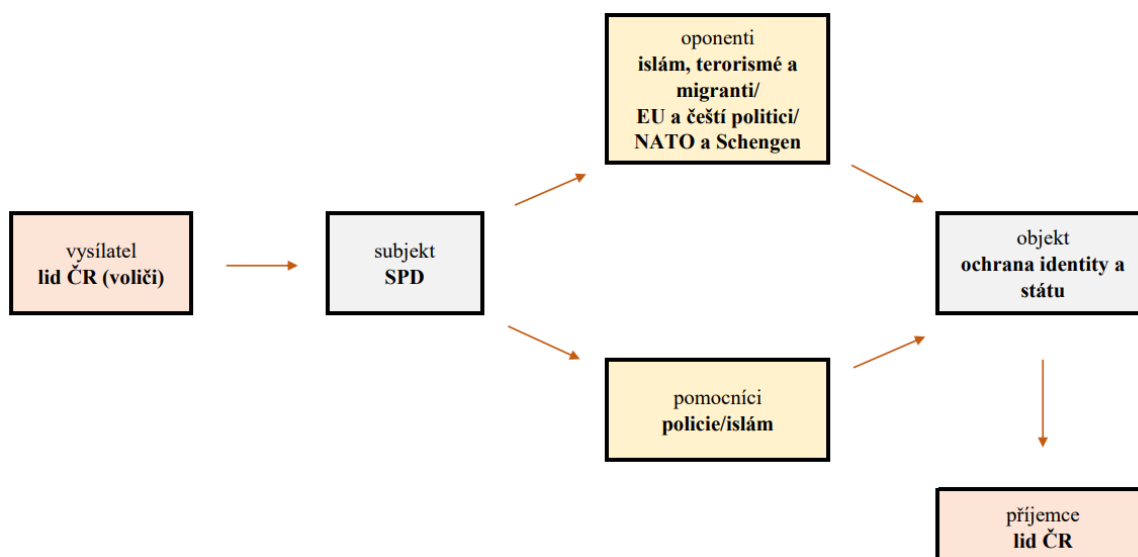 oponenti
islám, terorismé a
migranti/
EU a čeští politici/
NATO a Schengen
vysílatel
lid ČR (voliči)
subjekt
SPD
objekt
ochrana identity a
státu
pomocníci
policie/islám
příjemce
lid ČR